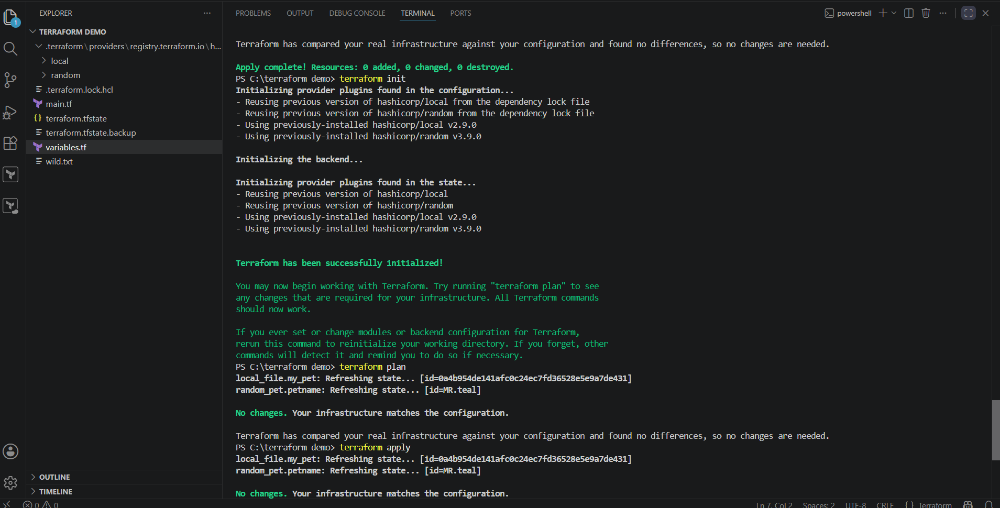 EXPLORER
...
TERRAFORM DEMO
.terraform\providers\registry.terraform.io\h...
local
random
.terraform.lock.hcl
main.tf
terraform.tfstate
terraform.tfstate.backup
variables.tf
wild.txt
OUTLINE
TIMELINE
1
PROBLEMS OUTPUT DEBUG CONSOLE TERMINAL PORTS
powershell
Terraform has compared your real infrastructure against your configuration and found no differences, so no changes are needed.
Apply complete! Resources: 0 added, 0 changed, 0 destroyed.
PS C:\terraform demo> terraform init
Initializing provider plugins found in the configuration...
- Reusing previous version of hashicorp/local from the dependency lock file
- Reusing previous version of hashicorp/random from the dependency lock file
- Using previously-installed hashicorp/local v2.9.0
- Using previously-installed hashicorp/random v3.9.0
Initializing the backend...
Initializing provider plugins found in the state...
- Reusing previous version of hashicorp/local
- Reusing previous version of hashicorp/random
- Using previously-installed hashicorp/local v2.9.0
- Using previously-installed hashicorp/random v3.9.0
Terraform has been successfully initialized!
You may now begin working with Terraform. Try running "terraform plan" to see
any changes that are required for your infrastructure. All Terraform commands
should now work.
If you ever set or change modules or backend configuration for Terraform,
rerun this command to reinitialize your working directory. If you forget, other
commands will detect it and remind you to do so if necessary.
PS C:\terraform demo> terraform plan
local_file.my_pet: Refreshing state... [id=0a4b954de141afc0c24ec7fd36528e5e9a7de431]
random_pet.petname: Refreshing state... [id=MR.teal]
No changes. Your infrastructure matches the configuration.
Terraform has compared your real infrastructure against your configuration and found no differences, so no changes are needed.
PS C:\terraform demo> terraform apply
local_file.my_pet: Refreshing state... [id=0a4b954de141afc0c24ec7fd36528e5e9a7de431]
random_pet.petname: Refreshing state... [id=MR.teal]
No changes. Your infrastructure matches the configuration.
0 0
Ln 7, Col 2 Spaces: 2 UTF-8 CRLF { } Terraform